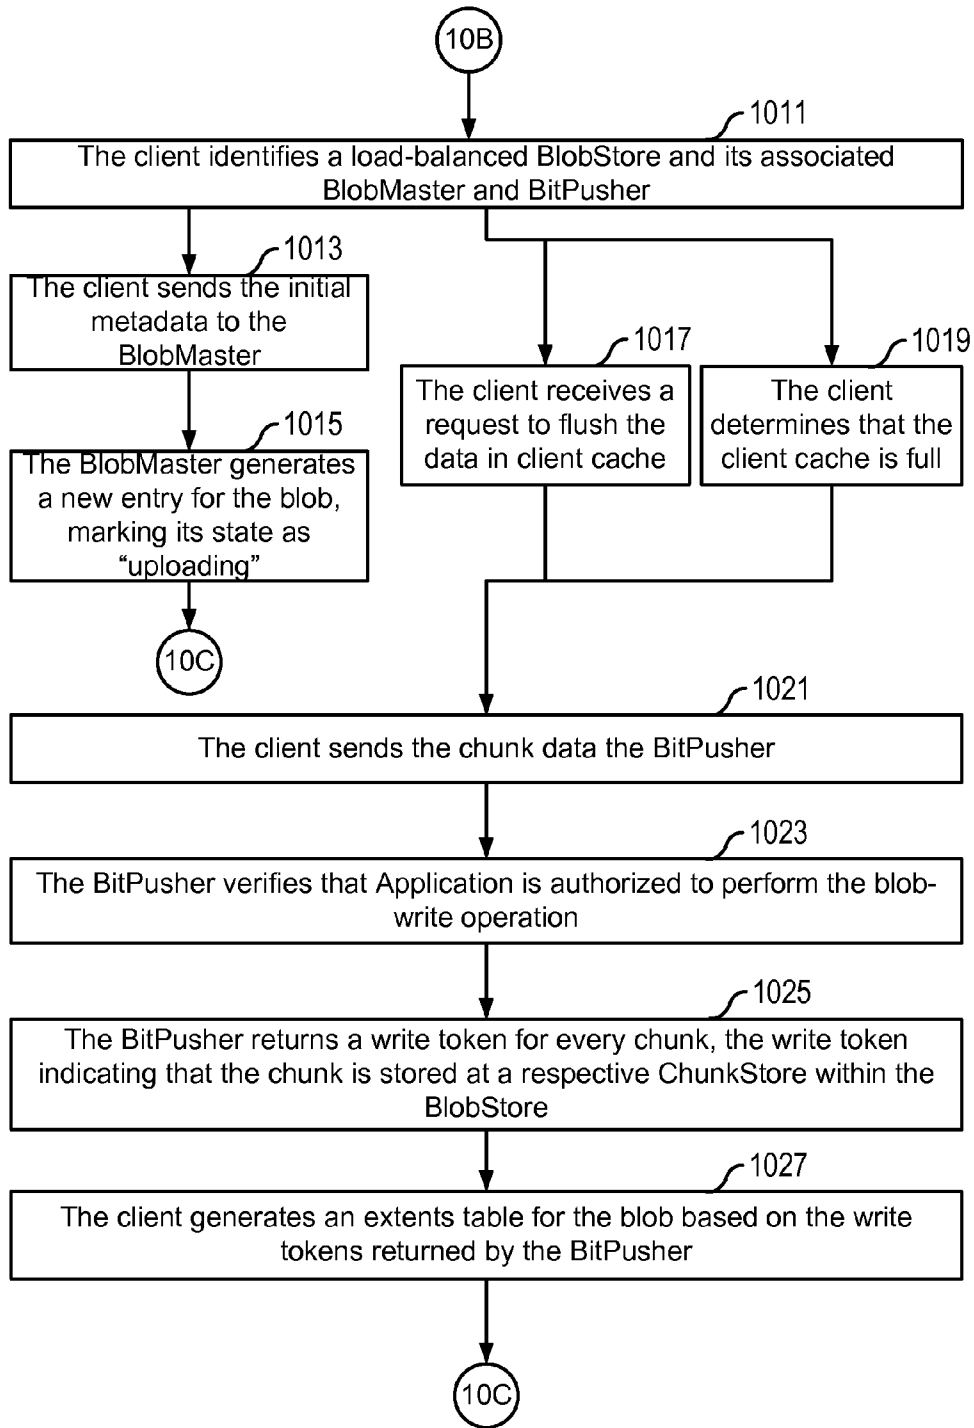 10B
1011
The client identifies a load-balanced BlobStore and its associated
BlobMaster and BitPusher
1013
The client sends the initial
metadata to the
BlobMaster
1015
The BlobMaster generates
a new entry for the blob,
marking its state as
“uploading”
10C
1017
The client receives a
request to flush the
data in client cache
1019
The client
determines that the
client cache is full
1021
The client sends the chunk data the BitPusher
1023
The BitPusher verifies that Application is authorized to perform the blob-
write operation
1025
The BitPusher returns a write token for every chunk, the write token
indicating that the chunk is stored at a respective ChunkStore within the
BlobStore
1027
The client generates an extents table for the blob based on the write
tokens returned by the BitPusher
10C